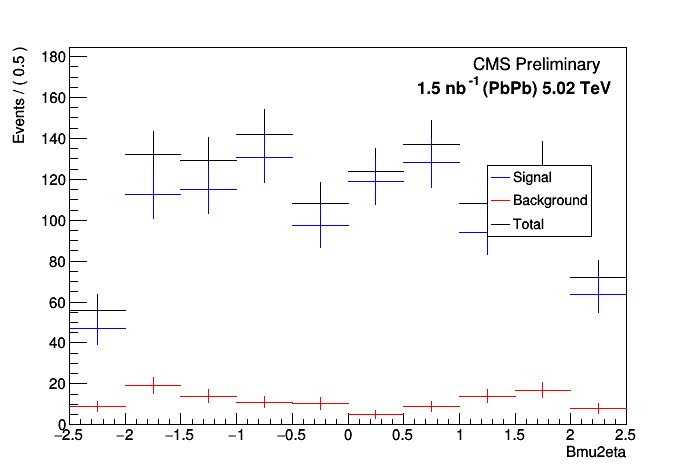 CMS Preliminary
1.5 nb-1 (PbPb) 5.02 TeV
Events / ( 0.5 )
180
160
140
120
100
80
60
40
20
0
Signal
Background
Total
−2.5 −2 −1.5 −1 −0.5 0 0.5 1 1.5 2 2.5
Bmu2eta